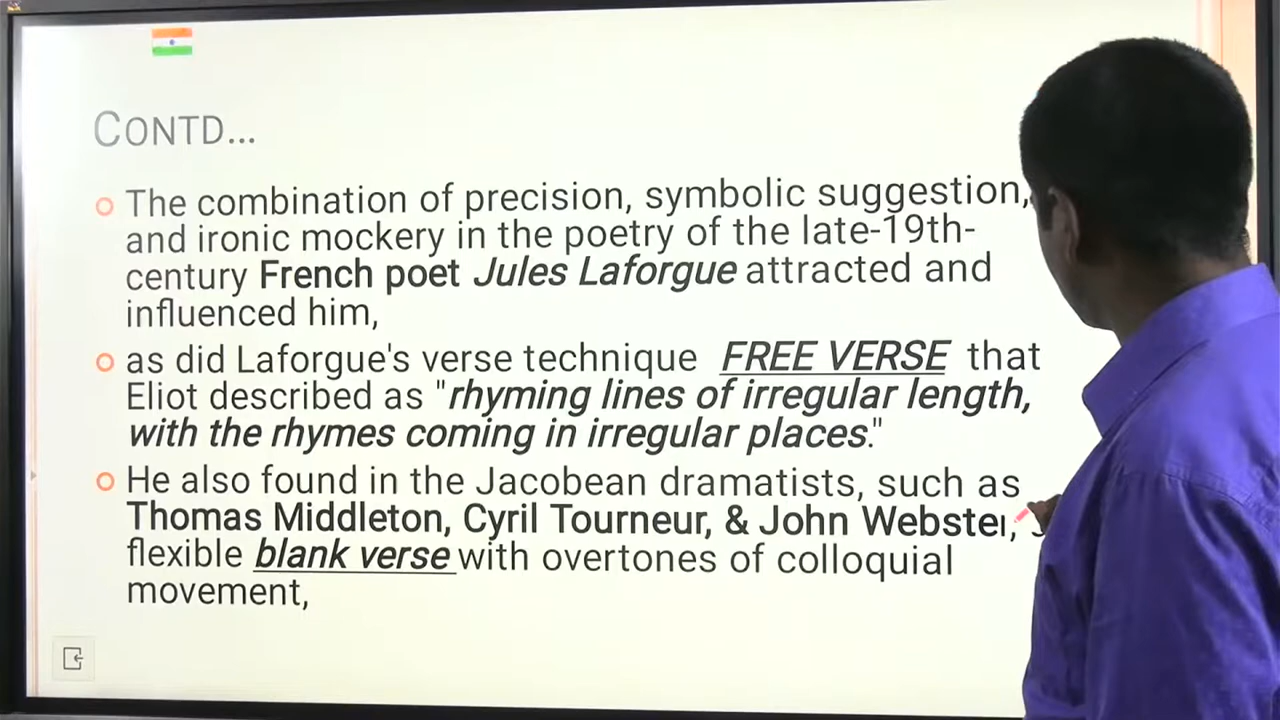 CONTD...
The combination of precision, symbolic suggestion,
and ironic mockery in the poetry of the late-19th-
century French poet Jules Laforgue attracted and
influenced him,
as did Laforgue's verse technique FREE VERSE that
Eliot described as "rhyming lines of irregular length,
with the rhymes coming in irregular places."
He also found in the Jacobean dramatists, such as
Thomas Middleton, Cyril Tourneur, & John Webster,
flexible blank verse with overtones of colloquial
movement,